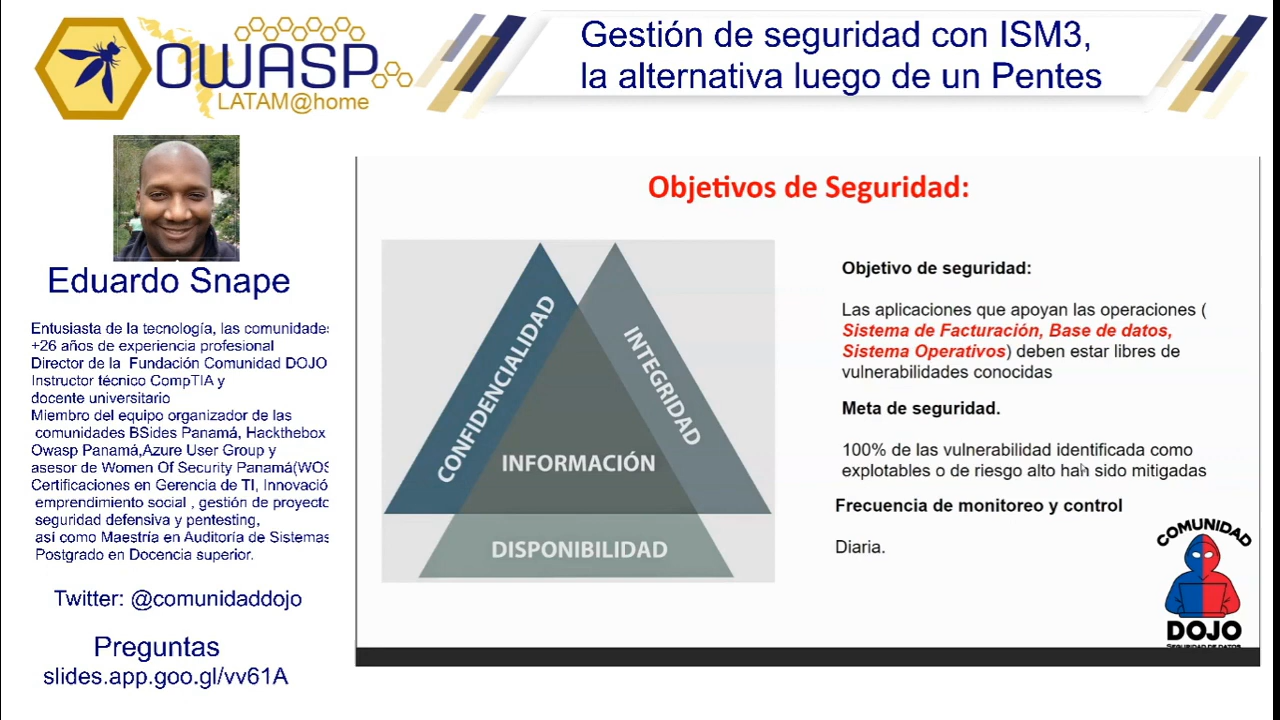 OWASP
LATAM@home
Gestión de seguridad con ISM3,
la alternativa luego de un Pentes
Eduardo Snape
Entusiasta de la tecnología, las comunidades
+26 años de experiencia profesional
Director de la Fundación Comunidad DOJO
Instructor técnico CompTIA y
docente universitario
Miembro del equipo organizador de las
comunidades BSides Panamá, Hackthebox
Owasp Panamá,Azure User Group y
asesor de Women Of Security Panamá(WOS
Certificaciones en Gerencia de TI, Innovació
emprendimiento social , gestión de proyecto
seguridad defensiva y pentesting,
así como Maestría en Auditoría de Sistemas
Postgrado en Docencia superior.
Twitter: @comunidaddojo
Preguntas
slides.app.goo.gl/vv61A
Objetivos de Seguridad:
CONFIDENCIALIDAD
INTEGRIDAD
INFORMACIÓN
DISPONIBILIDAD
Objetivo de seguridad:
Las aplicaciones que apoyan las operaciones (
Sistema de Facturación, Base de datos,
Sistema Operativos) deben estar libres de
vulnerabilidades conocidas
Meta de seguridad.
100% de las vulnerabilidad identificada como
explotables o de riesgo alto han sido mitigadas
Frecuencia de monitoreo y control
Diaria.
COMUNIDAD
DOJO
SEGURIDAD DE DATOS